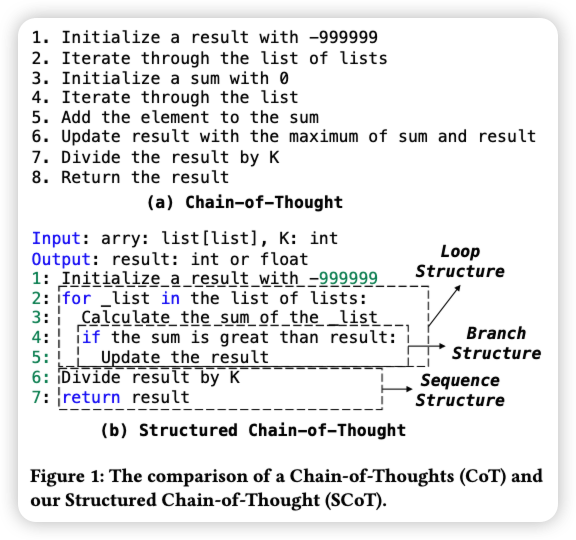 1. Initialize a result with -999999
2. Iterate through the list of lists
3. Initialize a sum with 0
4. Iterate through the list
5. Add the element to the sum
6. Update result with the maximum of sum and result
7. Divide the result by K
8. Return the result
(a) Chain-of-Thought
Input: arry: list[list], K: int
Output: result: int or float
1: Initialize a result with -999999
2: for _list in the list of lists:
3: Calculate the sum of the _list
4: if the sum is great than result:
5: Update the result
6: Divide result by K
7: return result
Loop
Structure
Branch
Structure
Sequence
Structure
(b) Structured Chain-of-Thought
Figure 1: The comparison of a Chain-of-Thoughts (CoT) and
our Structured Chain-of-Thought (SCoT).